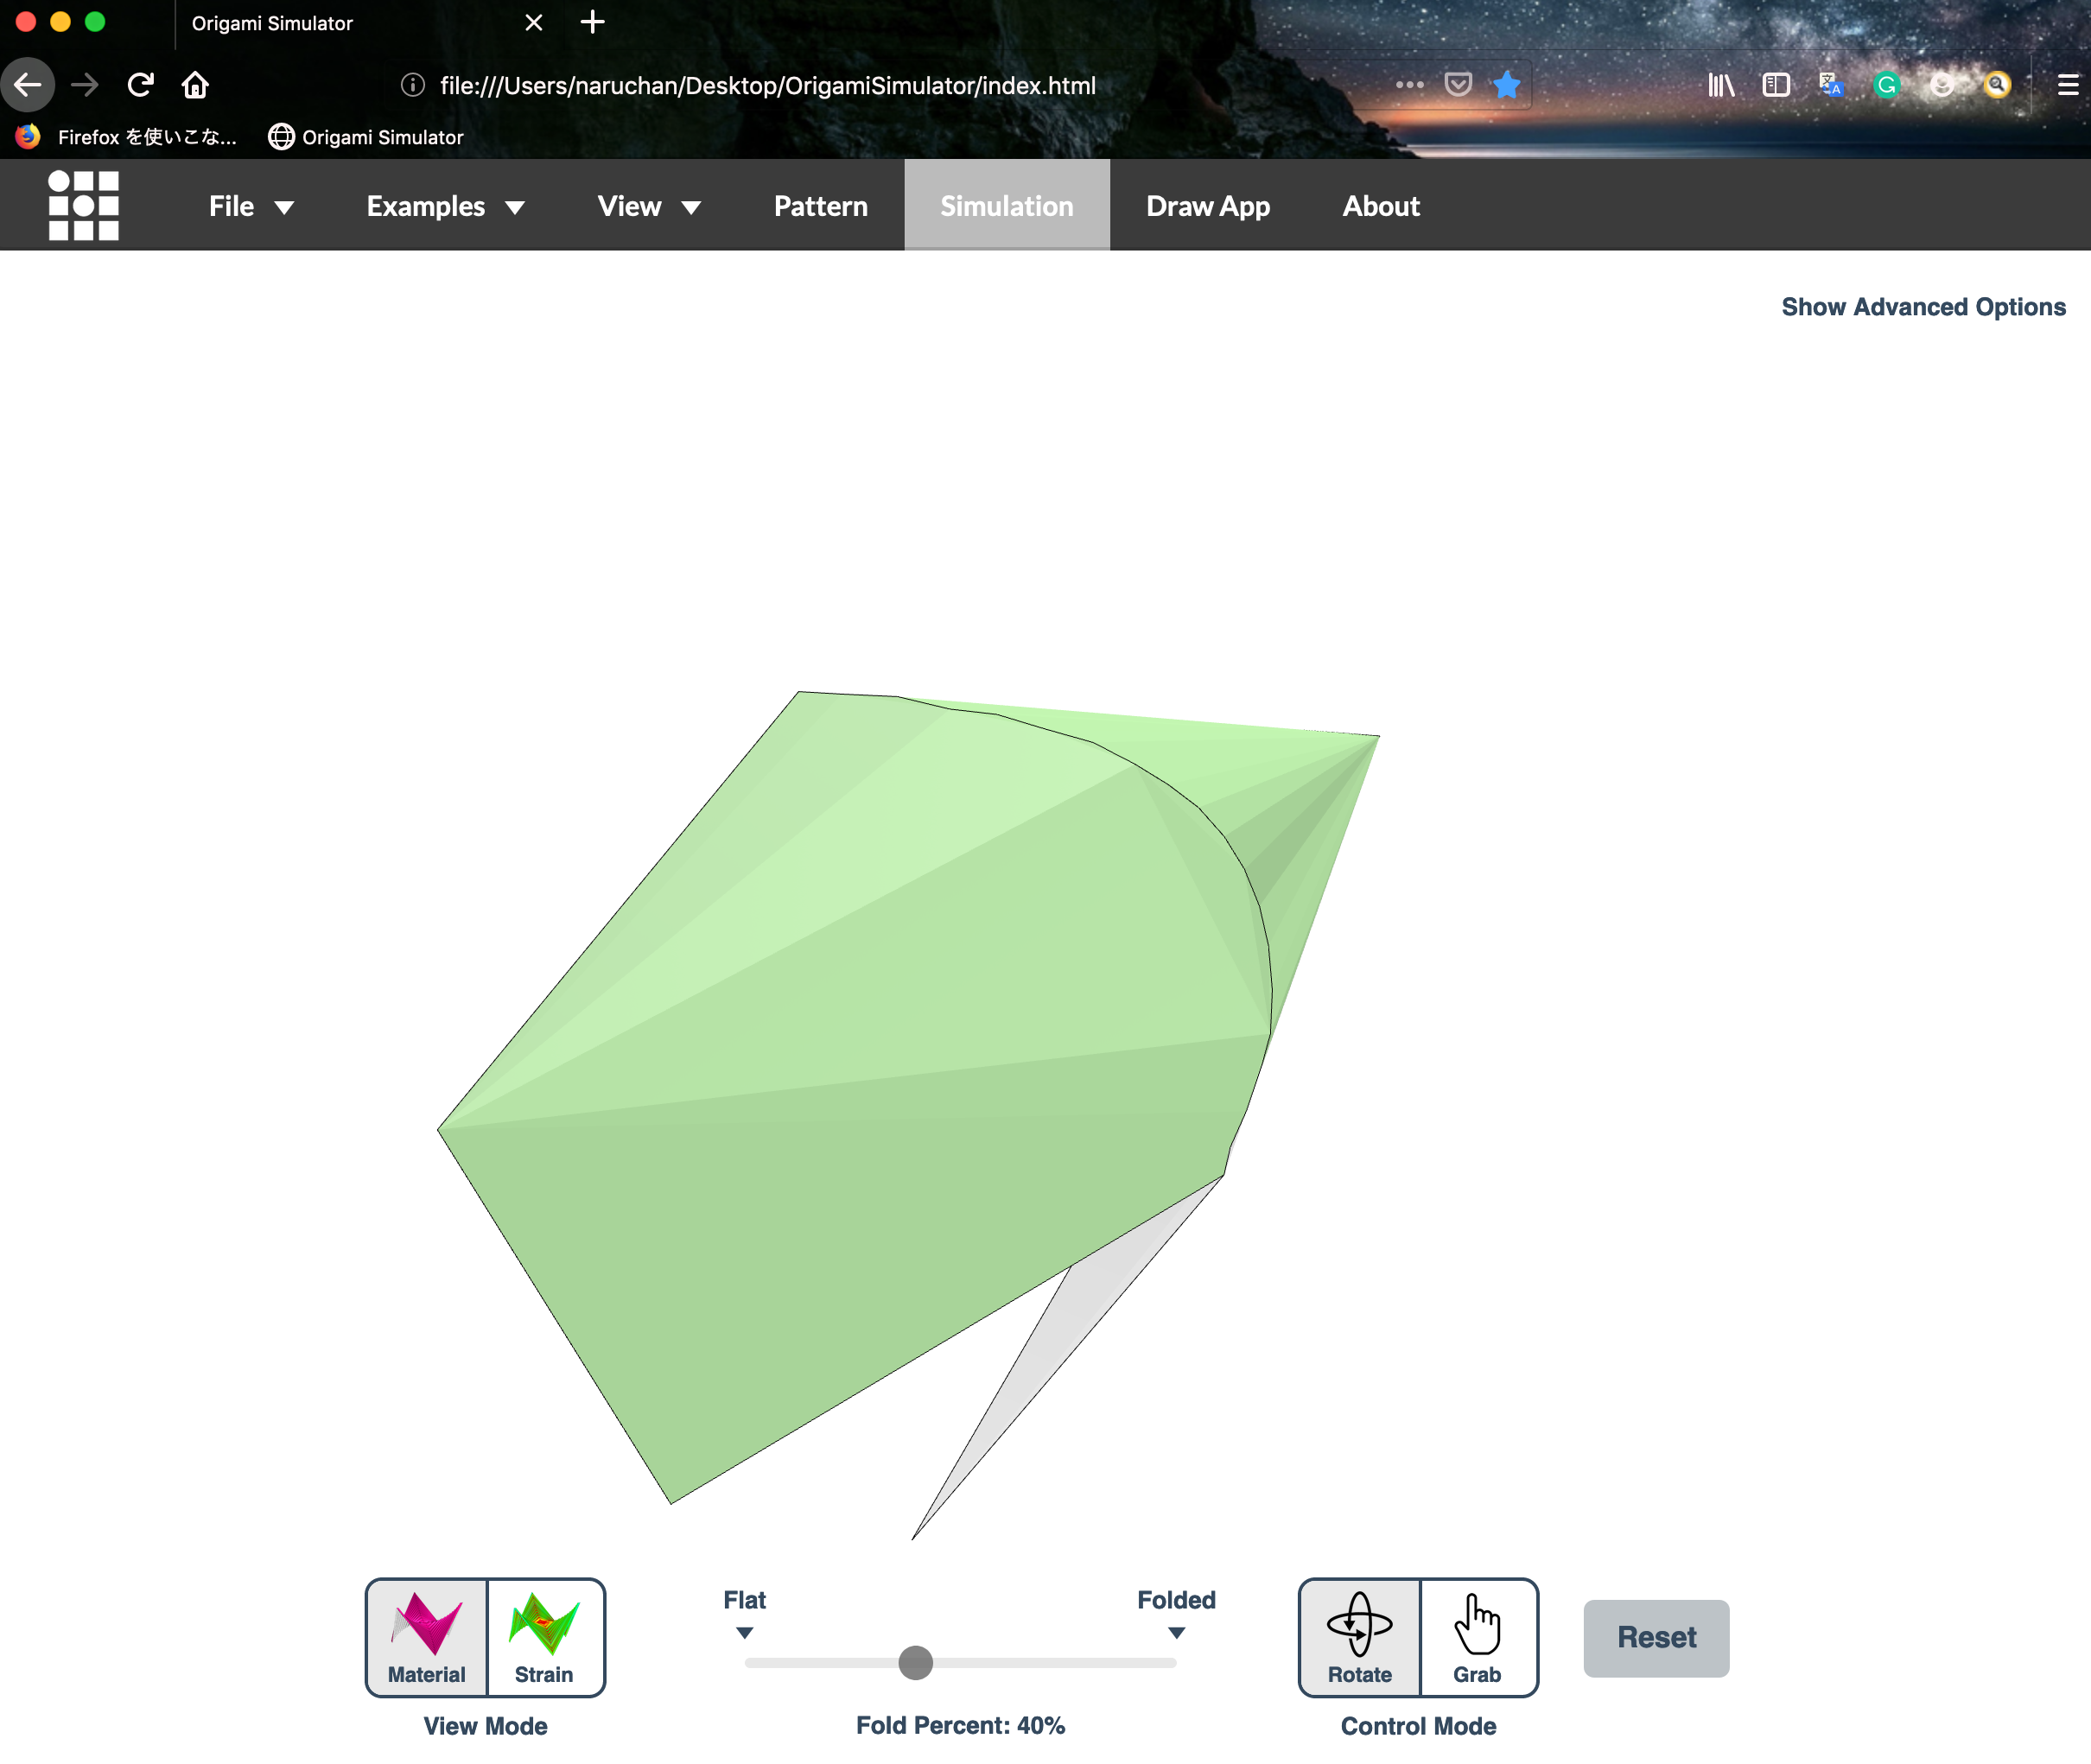 Origami Simulator
file:///Users/naruchan/Desktop/OrigamiSimulator/index.html
Firefox を使いこな... Origami Simulator
File Examples View Pattern Simulation Draw App About
Show Advanced Options
Flat Folded
Material Strain Rotate Grab Reset
View Mode Fold Percent: 40% Control Mode